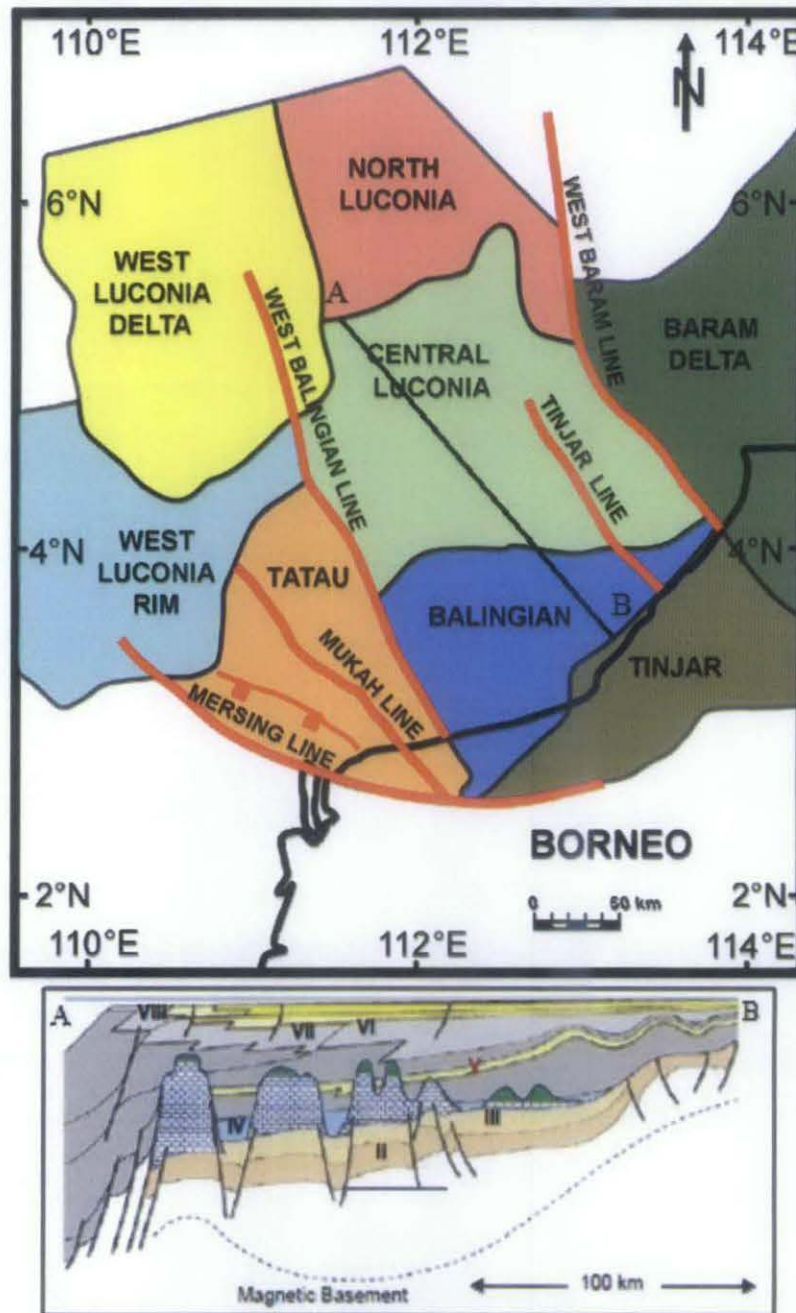 110°E 112°E 114°E
N
6°N 6°N
NORTH
LUCONIA
WEST
LUCONIA
DELTA
A
WEST BALINGIAN LINE
WEST BARAM LINE
CENTRAL
LUCONIA
BARAM
DELTA
TINJAR LINE
4°N 4°N
WEST
LUCONIA
RIM
TATAU
BALINGIAN
B
TINJAR
MUKAH LINE
MERSING LINE
BORNEO
0 50 km
2°N 2°N
110°E 112°E 114°E
A B
VIII
VII VI
V
IV III
II
Magnetic Basement
100 km